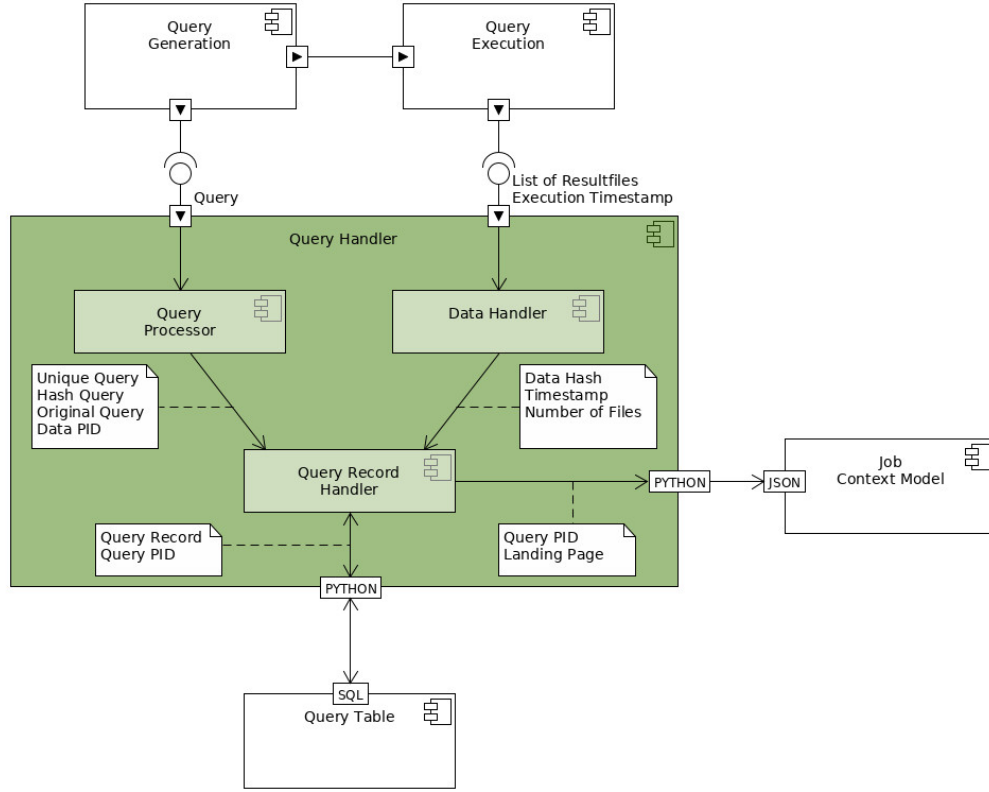 Query
Generation
Query
Execution
Query
List of Resultfiles
Execution Timestamp
Query Handler
Query
Processor
Data Handler
Unique Query
Hash Query
Original Query
Data PID
Data Hash
Timestamp
Number of Files
Query Record
Handler
PYTHON
JSON
Job
Context Model
Query Record
Query PID
Query PID
Landing Page
PYTHON
SQL
Query Table